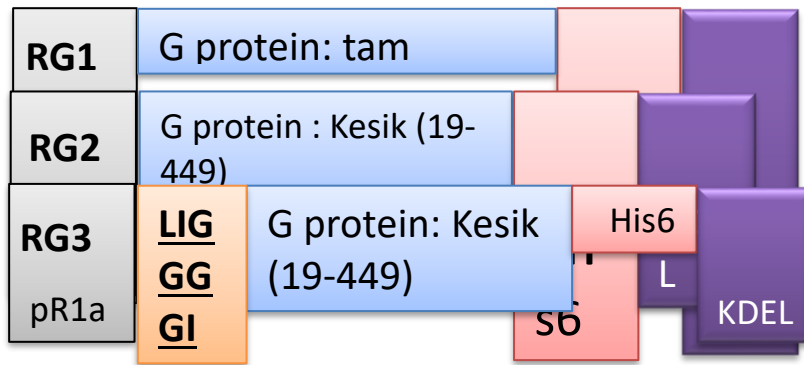 RG1
G protein: tam
RG2
G protein : Kesik (19-
449)
RG3
pR1a
LIG
GG
GI
G protein: Kesik
(19-449)
His6
s6
L
KDEL